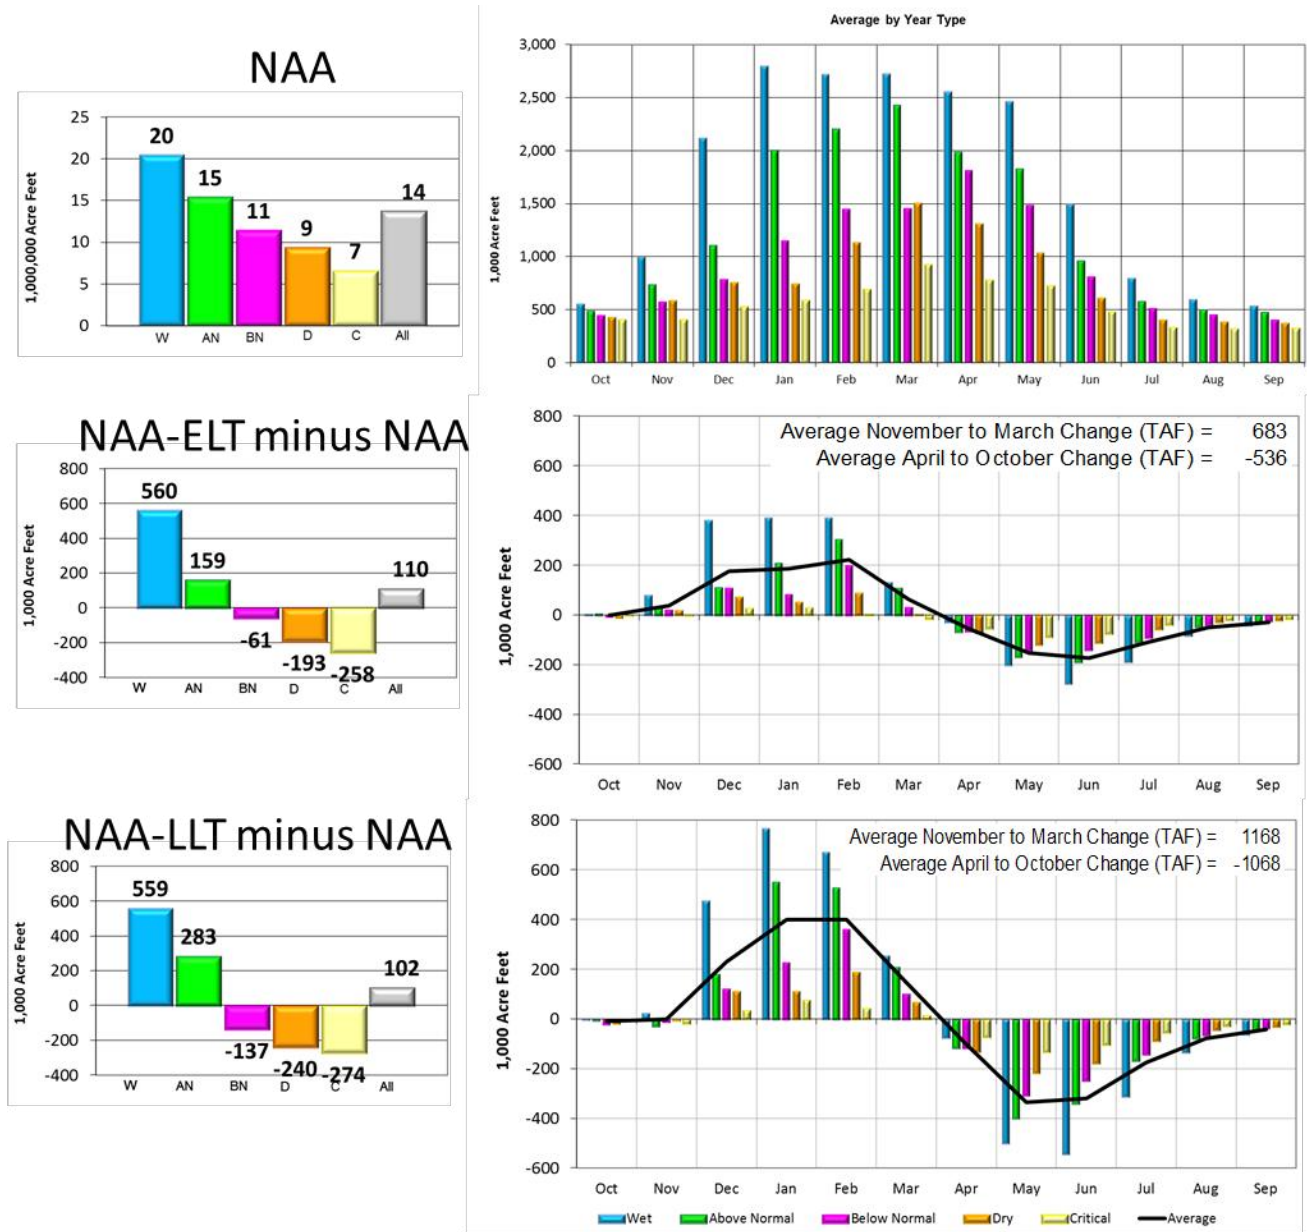 NAA
1,000,000 Acre Feet
25
20
15
10
5
0
20
15
11
9
7
14
W AN BN D C All
Average by Year Type
1,000 Acre Feet
3,000
2,500
2,000
1,500
1,000
500
0
Oct Nov Dec Jan Feb Mar Apr May Jun Jul Aug Sep
NAA-ELT minus NAA
1,000 Acre Feet
800
600
400
200
0
-200
-400
560
159
-61
-193
-258
110
W AN BN D C All
Average November to March Change (TAF) = 683
Average April to October Change (TAF) = -536
1,000 Acre Feet
800
600
400
200
0
-200
-400
-600
Oct Nov Dec Jan Feb Mar Apr May Jun Jul Aug Sep
NAA-LLT minus NAA
1,000 Acre Feet
800
600
400
200
0
-200
-400
559
283
-137
-240
-274
102
W AN BN D C All
Average November to March Change (TAF) = 1168
Average April to October Change (TAF) = -1068
1,000 Acre Feet
800
600
400
200
0
-200
-400
-600
Oct Nov Dec Jan Feb Mar Apr May Jun Jul Aug Sep
Wet Above Normal Below Normal Dry Critical Average